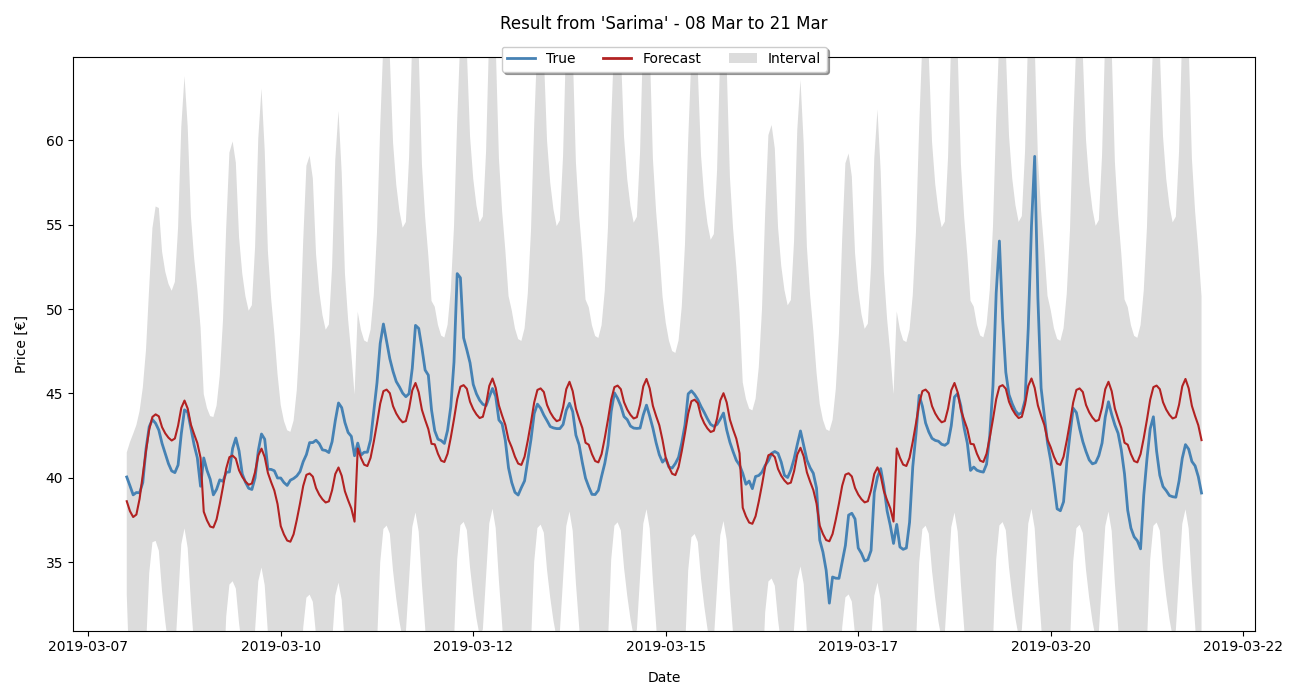 Result from 'Sarima' - 08 Mar to 21 Mar
True Forecast Interval
Price [€]
60
55
50
45
40
35
2019-03-07 2019-03-10 2019-03-12 2019-03-15 2019-03-17 2019-03-20 2019-03-22
Date